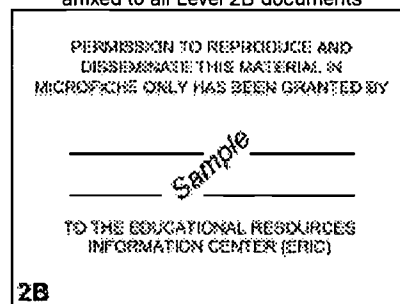 affixed to all Level 2B documents
PERMISSION TO REPRODUCE AND
DISSEMINATE THIS MATERIAL IN
MICROFICHE ONLY HAS BEEN GRANTED BY
Sample
TO THE EDUCATIONAL RESOURCES
INFORMATION CENTER (ERIC)
2B